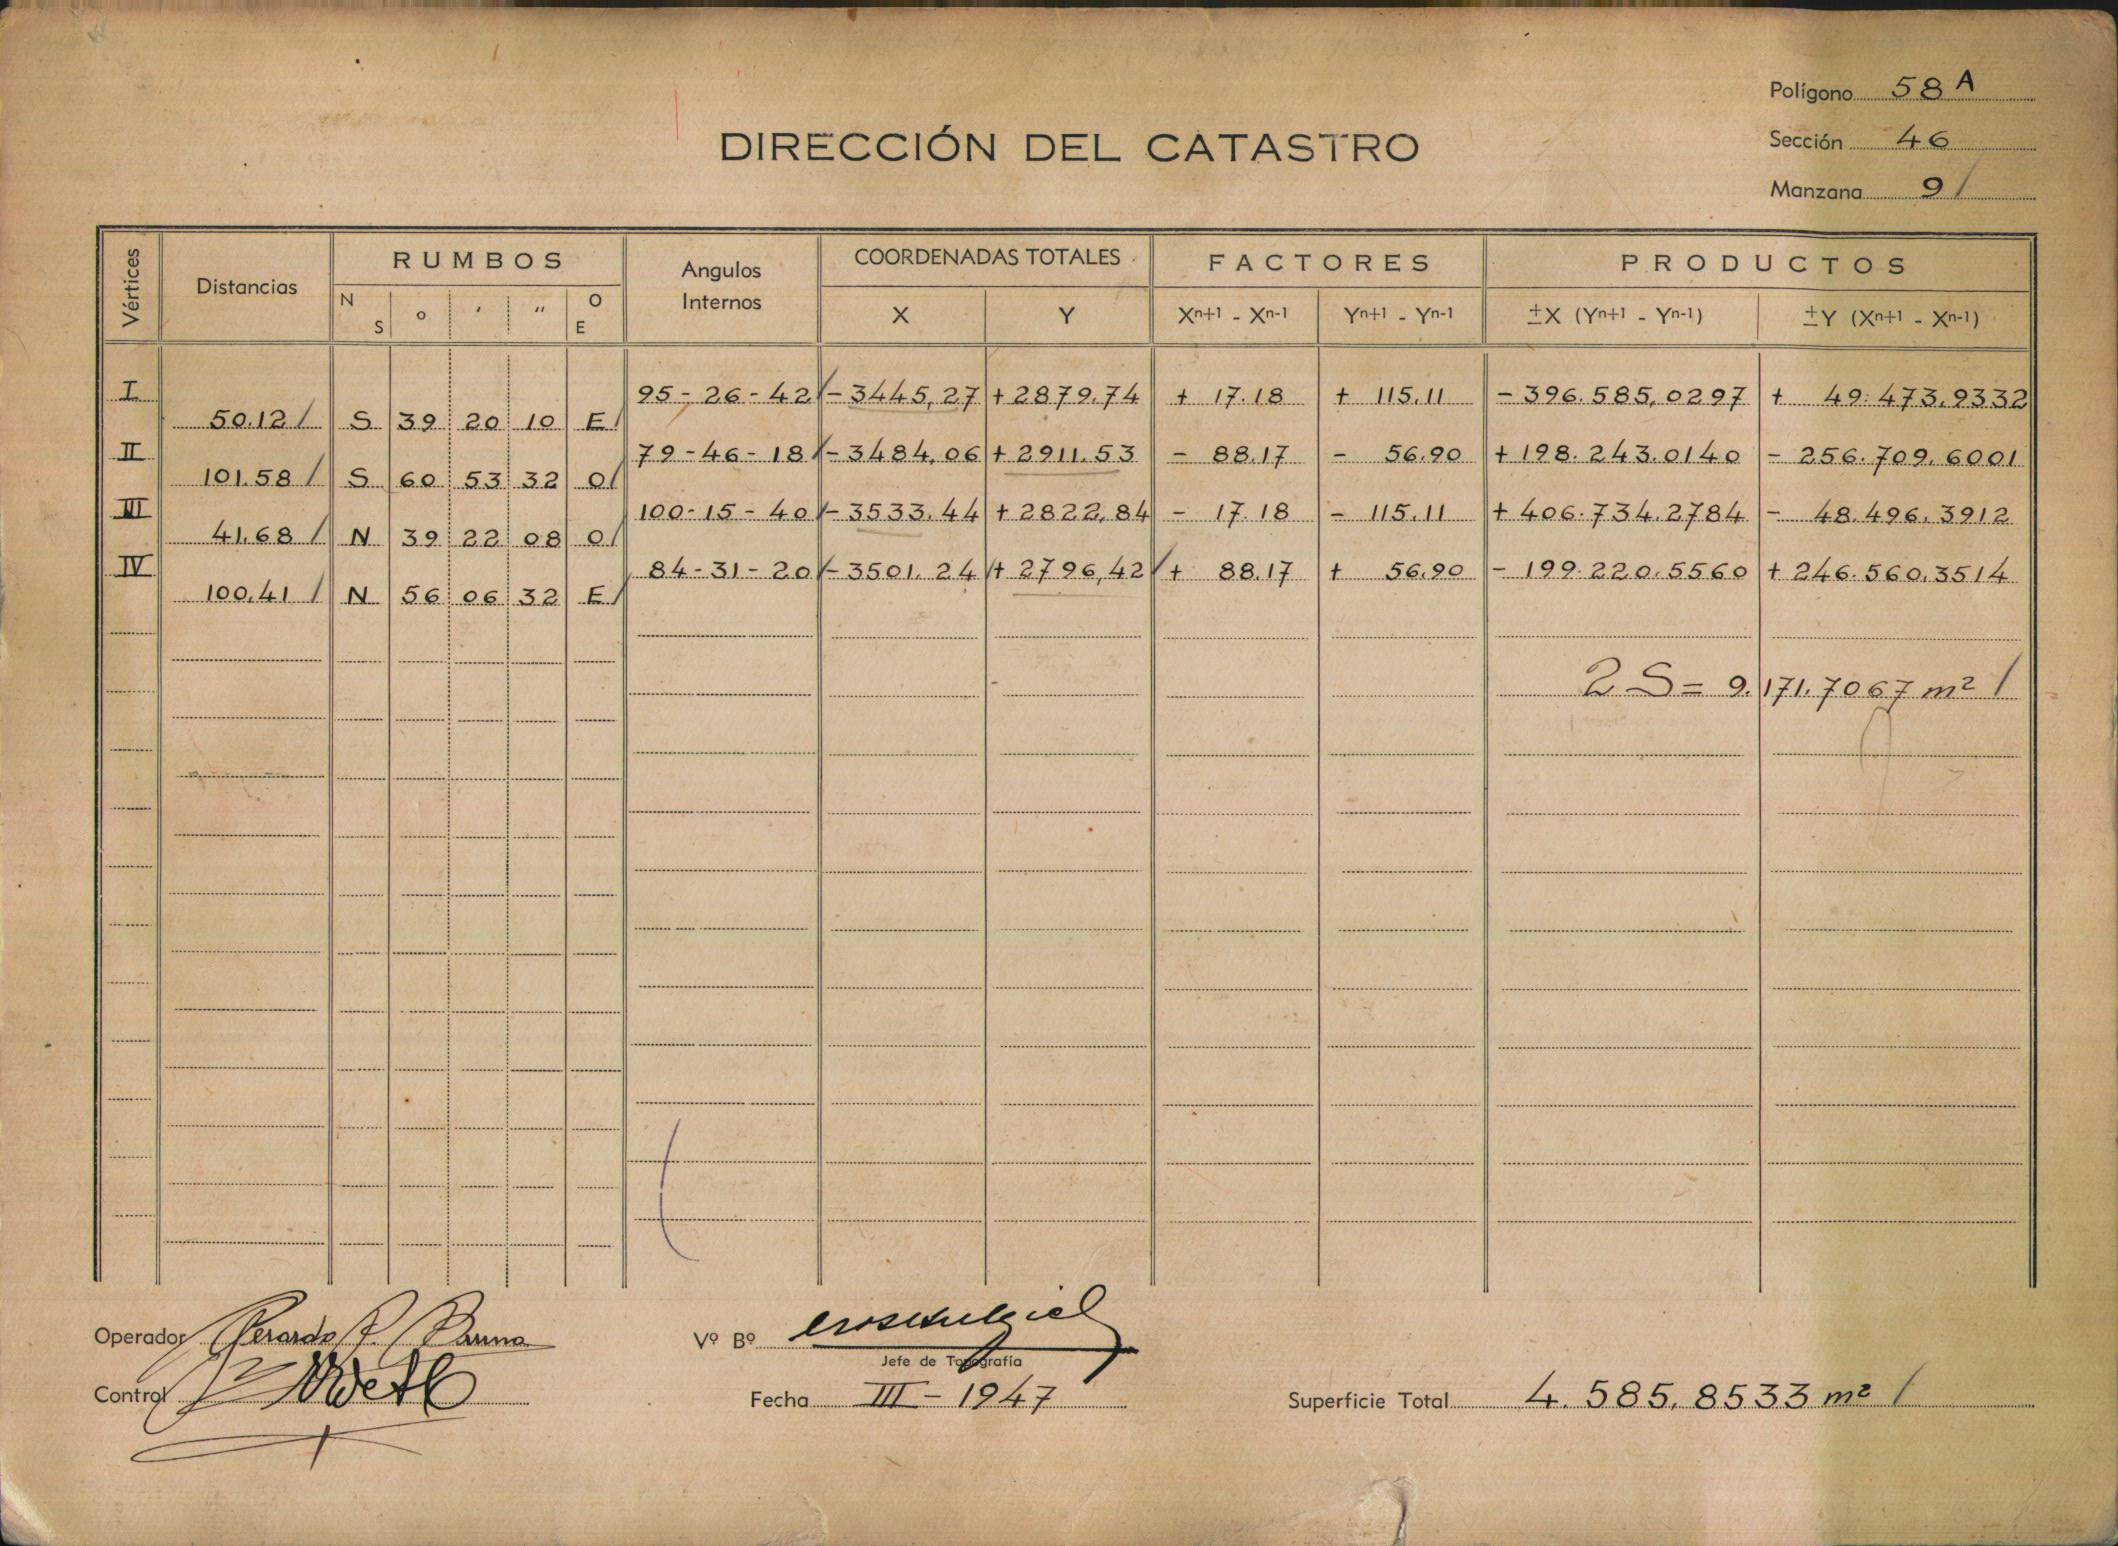 Polígono 58 A
Sección 46
Manzana 9 /
DIRECCIÓN DEL CATASTRO
Vértices Distancias RUMBOS Angulos Internos COORDENADAS TOTALES FACTORES PRODUCTOS
N S ° ′ ″ O E X Y Xn+1 - Xn-1 Yn+1 - Yn-1 ±X (Yn+1 - Yn-1) ±Y (Xn+1 - Xn-1)
I 95-26-42 / - 3445,27 + 2879.74 + 17.18 + 115.11 - 396.585,0297 + 49.473.9332
50.12 / S 39 20 10 E /
II 79-46-18 / - 3484,06 + 2911.53 - 88.17 - 56.90 + 198.243.0140 - 256.709.6001
101.58 / S 60 53 32 O /
III 100-15-40 / - 3533.44 + 2822,84 - 17.18 - 115.11 + 406.734.2784 - 48.496.3912
41.68 / N 39 22 08 O /
IV 84-31-20 / - 3501.24 / + 2796,42 / + 88.17 + 56.90 - 199.220.5560 + 246.560.3514
100.41 / N 56 06 32 E /
2 S = 9.171.7067 m² /
Operador Gerardo
Vº Bº
Jefe de Topografía
Control
Fecha III - 1947
Superficie Total 4.585.8533 m² /